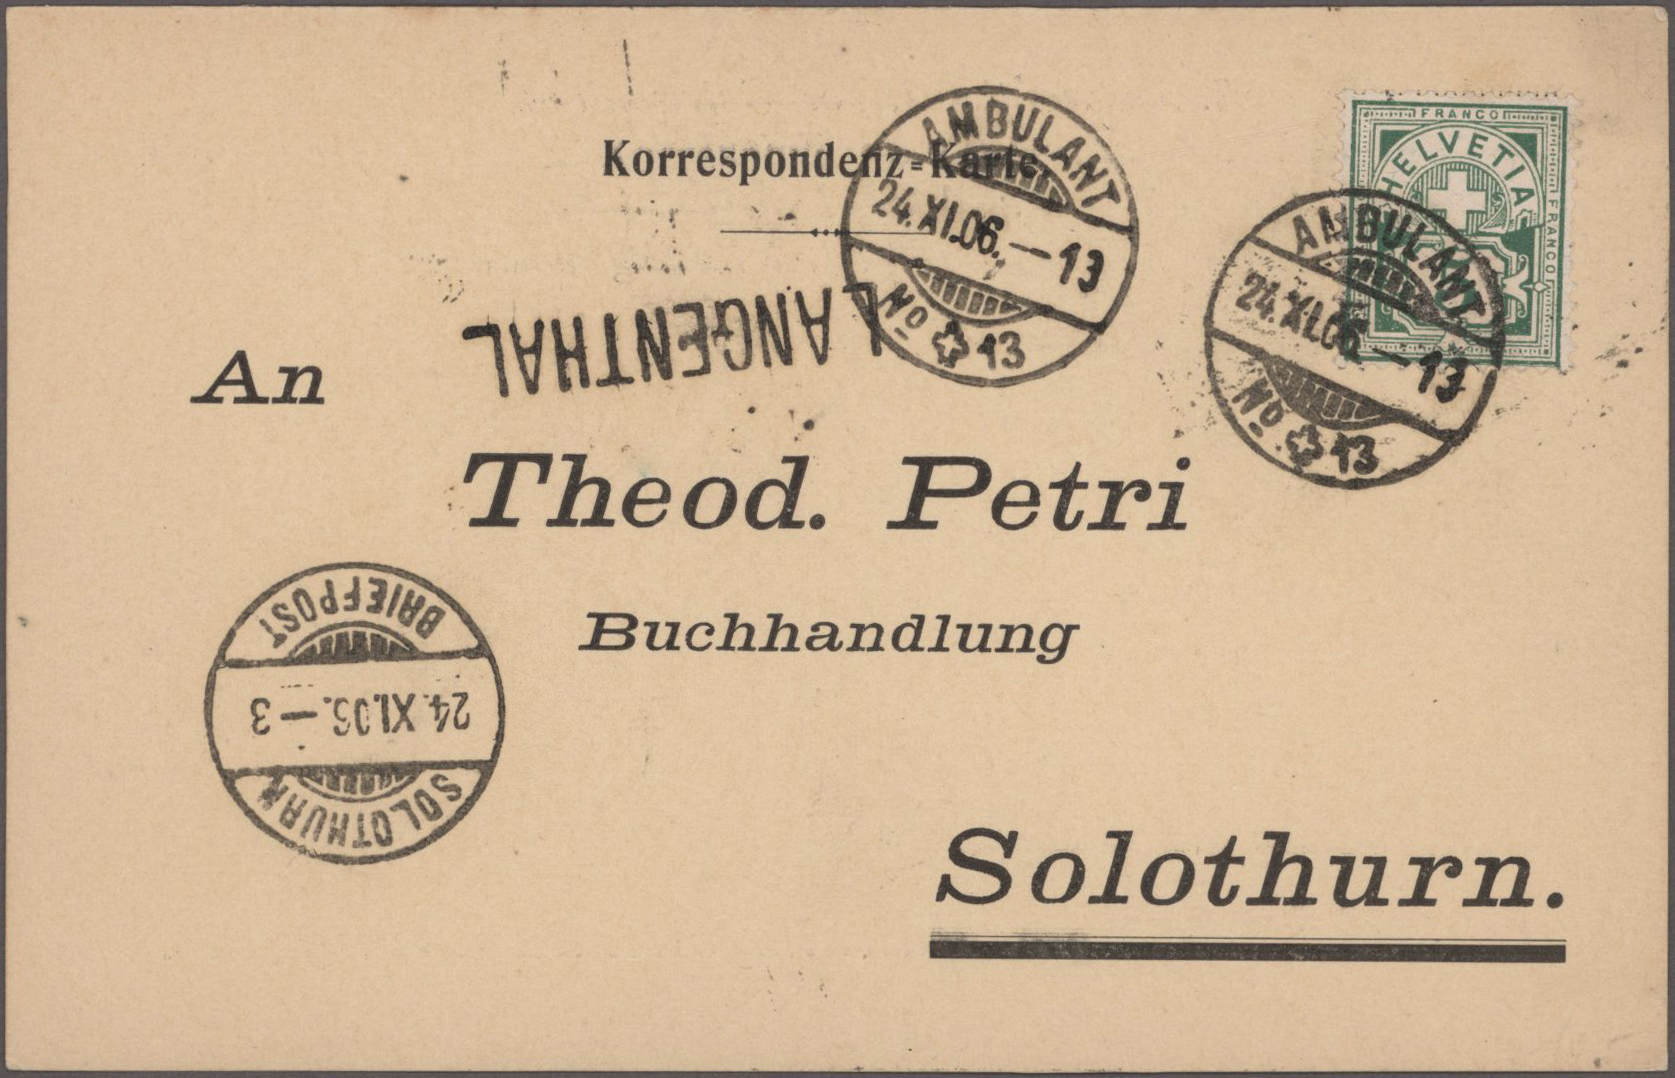 Korrespondenz-Karte.
AMBULANT
24.XI.06.—13
No 13
FRANCO
HELVETIA
FRANCO
AMBULANT
24.XI.06.—13
No 13
LANGENTHAL
An
Theod. Petri
Buchhandlung
SOLOTHURN
24.XI.06.—3
BRIEFPOST
Solothurn.